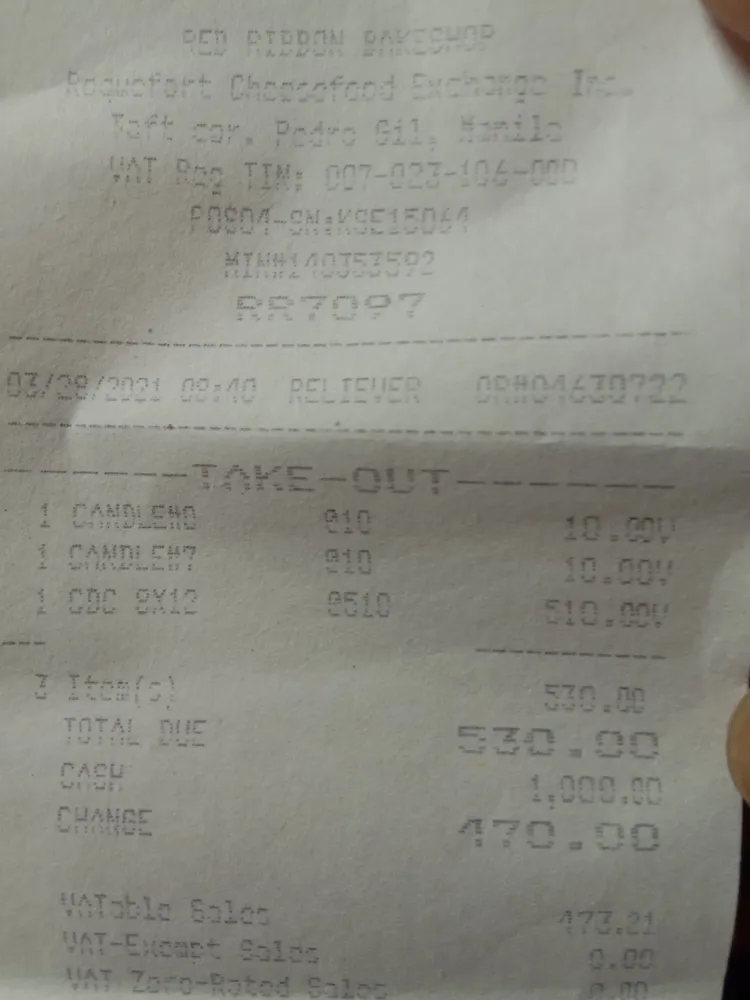 RED RIBBON BAKESHOP
Roquefort Cheesefood Exchange Inc.
Taft cor. Pedro Gil, Manila
VAT Reg TIN: 007-023-106-000
POS04-SN:KSE15064
MIN#140353592
RR7097
03/28/2021 08:40 RELIEVER OR#04630722
TAKE-OUT
1 CANDLE#0 @10 10.00V
1 CANDLE#7 @10 10.00V
1 CDC 8X12 @510 510.00V
3 Item(s) 530.00
TOTAL DUE 530.00
CASH 1,000.00
CHANGE 470.00
VATable Sales 473.21
VAT-Exempt Sales 0.00
VAT Zero-Rated Sales 0.00